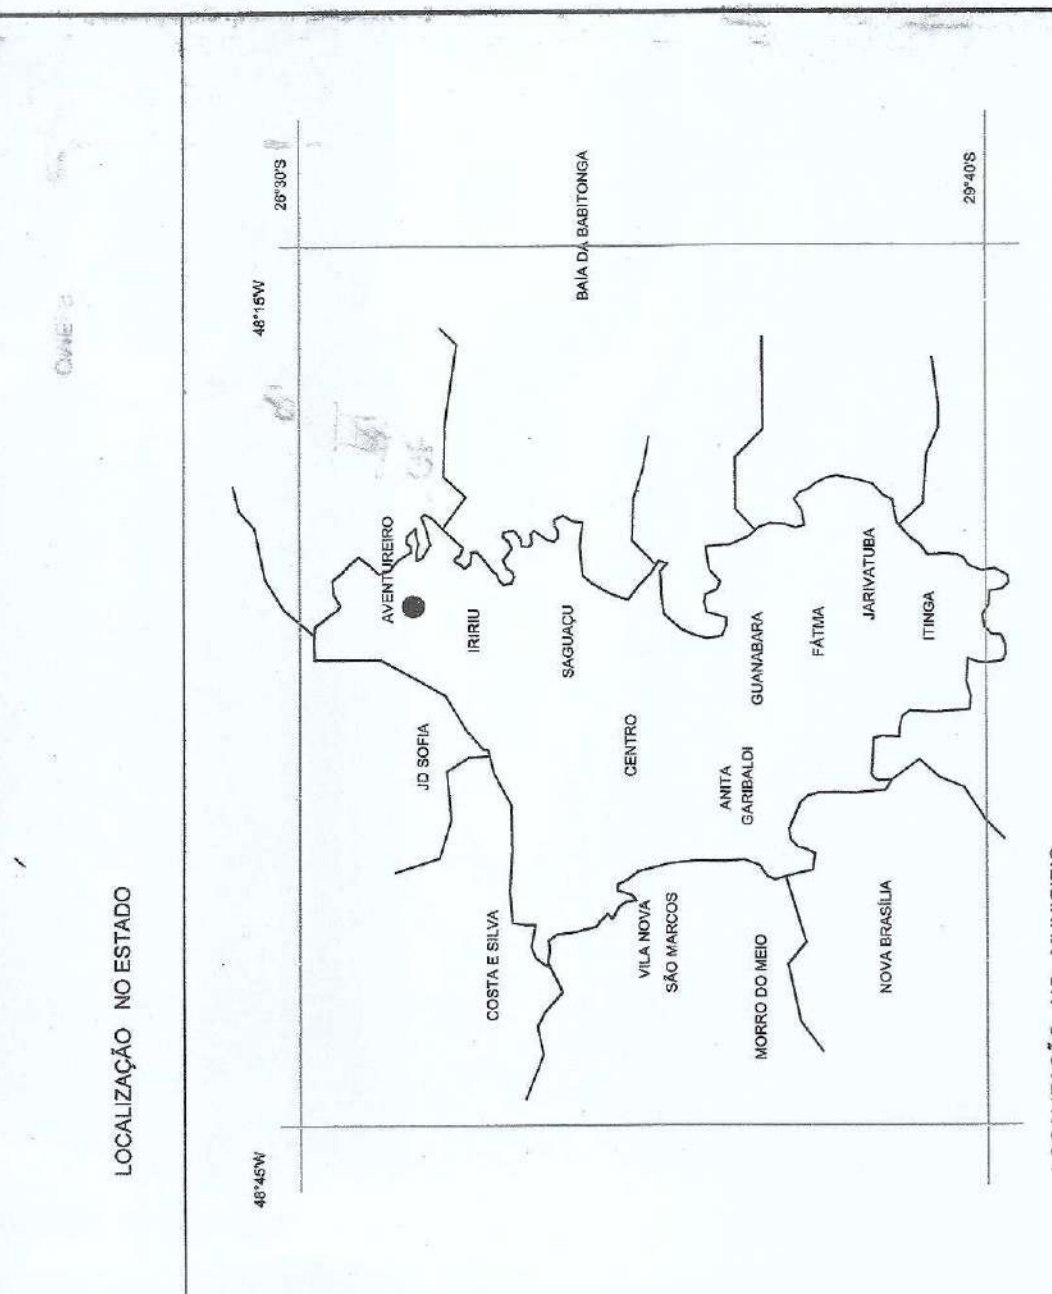 LOCALIZAÇÃO NO ESTADO
48°45'W
48°15'W
26°30'S
AVENTUREIRO
JD SOFIA
IRIRIU
COSTA E SILVA
SAGUAÇU
BAÍA DA BABITONGA
CENTRO
VILA NOVA
SÃO MARCOS
ANITA
GARIBALDI
GUANABARA
MORRO DO MEIO
FÁTMA
JARIVATUBA
NOVA BRASÍLIA
ITINGA
29°40'S